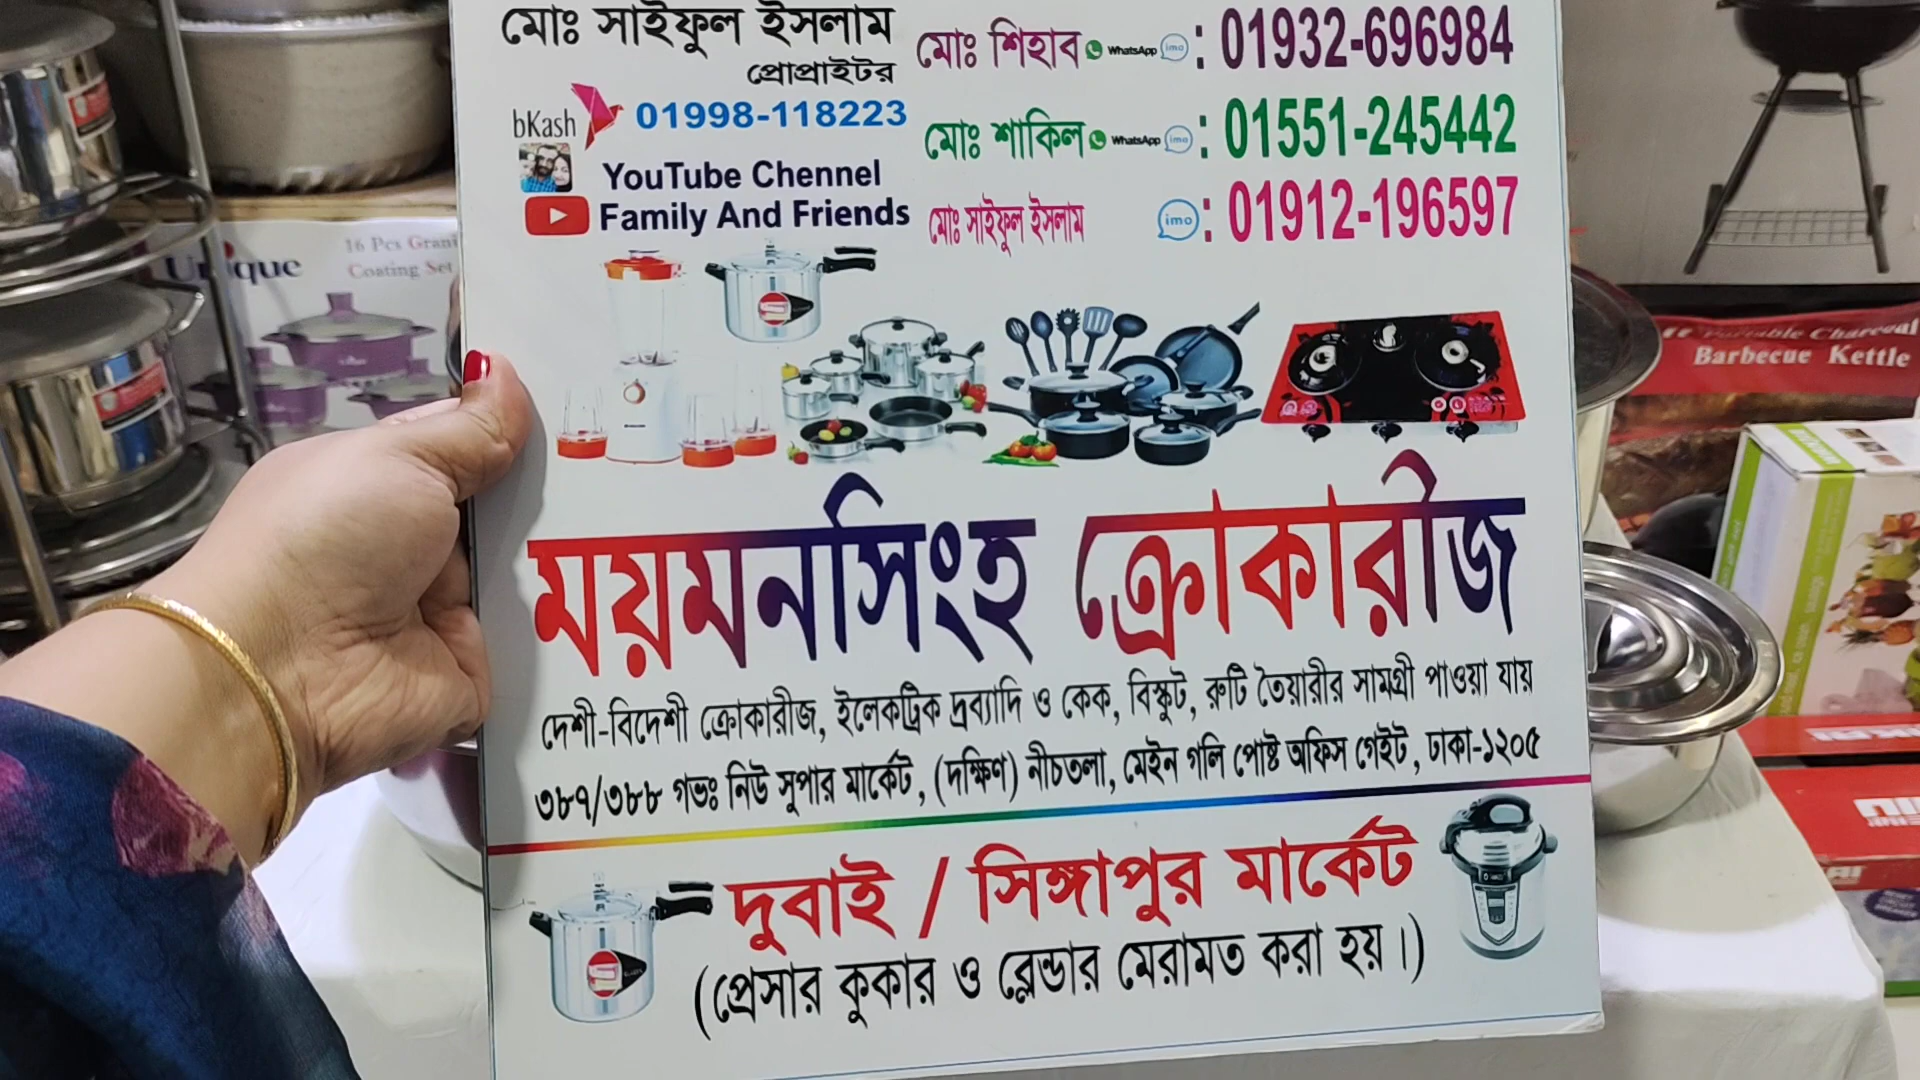 মোঃ সাইফুল ইসলাম
প্রোপ্রাইটর
bKash 01998-118223
YouTube Chennel
Family And Friends
মোঃ শিহাব WhatsApp imo : 01932-696984
মোঃ শাকিল WhatsApp imo : 01551-245442
মোঃ সাইফুল ইসলাম imo : 01912-196597
ময়মনসিংহ ক্রোকারীজ
দেশী-বিদেশী ক্রোকারীজ, ইলেকট্রিক দ্রব্যাদি ও কেক, বিস্কুট, রুটি তৈয়ারীর সামগ্রী পাওয়া যায়
৩৮৭/৩৮৮ গভঃ নিউ সুপার মার্কেট, (দক্ষিণ) নীচতলা, মেইন গলি পোষ্ট অফিস গেইট, ঢাকা-১২০৫
দুবাই / সিঙ্গাপুর মার্কেট
(প্রেসার কুকার ও ব্লেন্ডার মেরামত করা হয়।)
Unique
16 Pcs Grani
Coating Set
Portable Charcoal
Barbecue Kettle